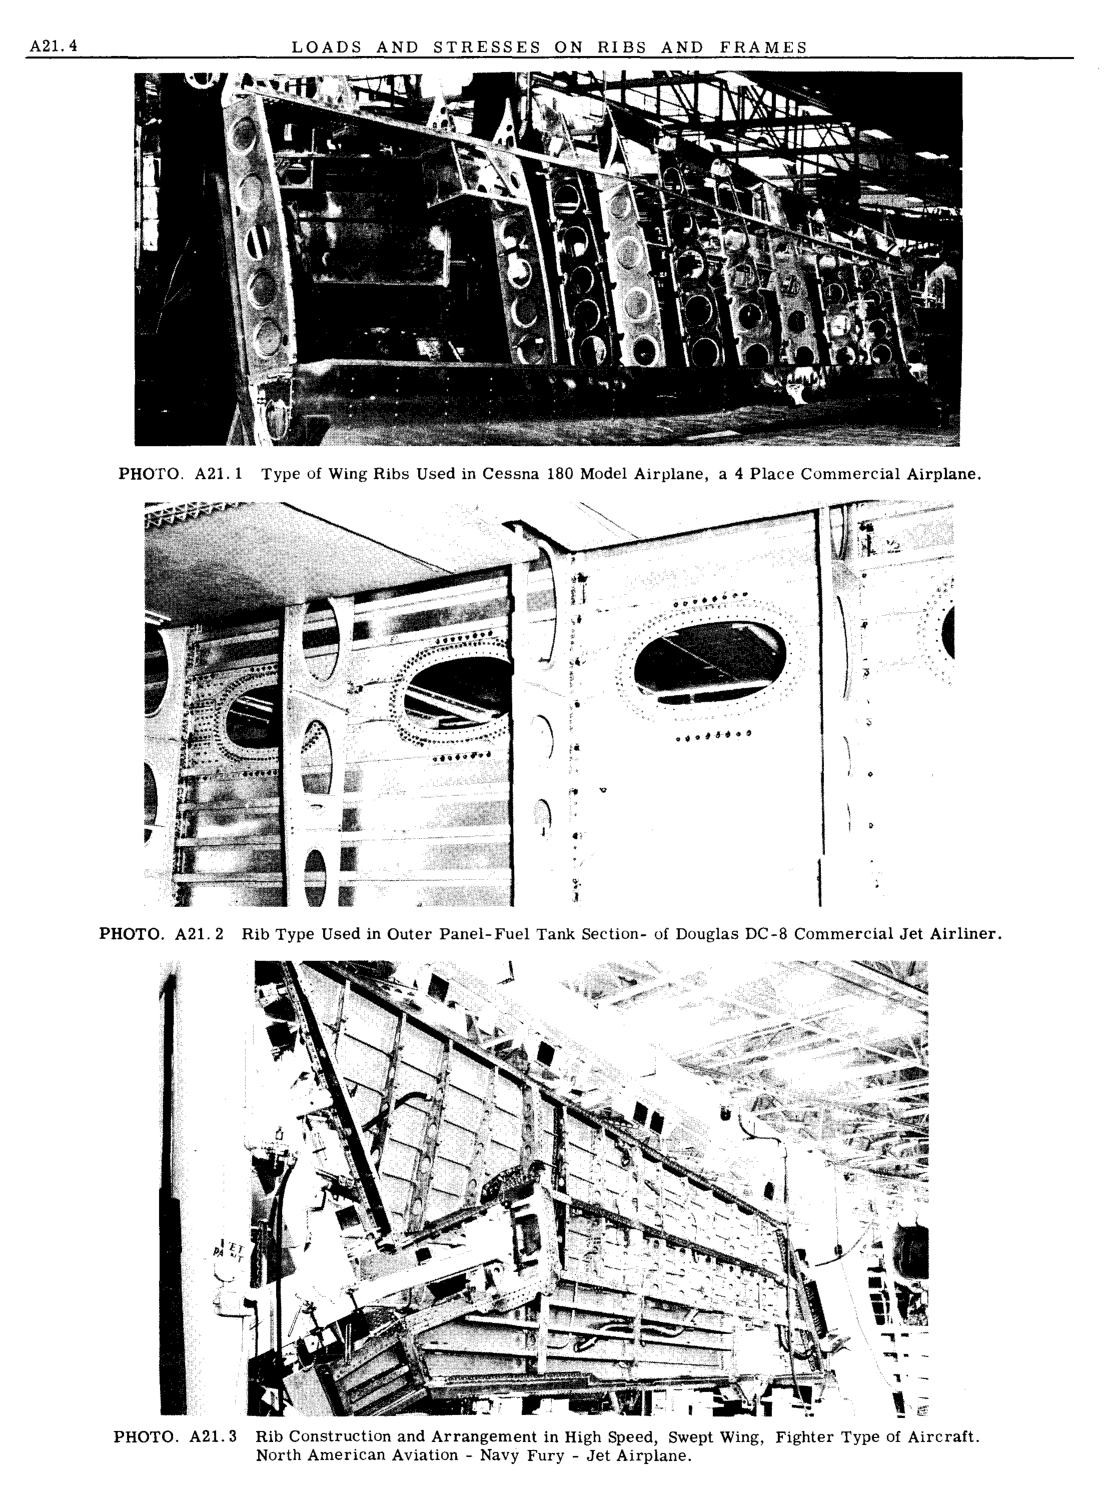 A21.4
LOADS AND STRESSES ON RIBS AND FRAMES
PHOTO. A21.1 Type of Wing Ribs Used in Cessna 180 Model Airplane, a 4 Place Commercial Airplane.
PHOTO. A21.2 Rib Type Used in Outer Panel-Fuel Tank Section- of Douglas DC-8 Commercial Jet Airliner.
WET
PAINT
PHOTO. A21.3 Rib Construction and Arrangement in High Speed, Swept Wing, Fighter Type of Aircraft.
North American Aviation - Navy Fury - Jet Airplane.